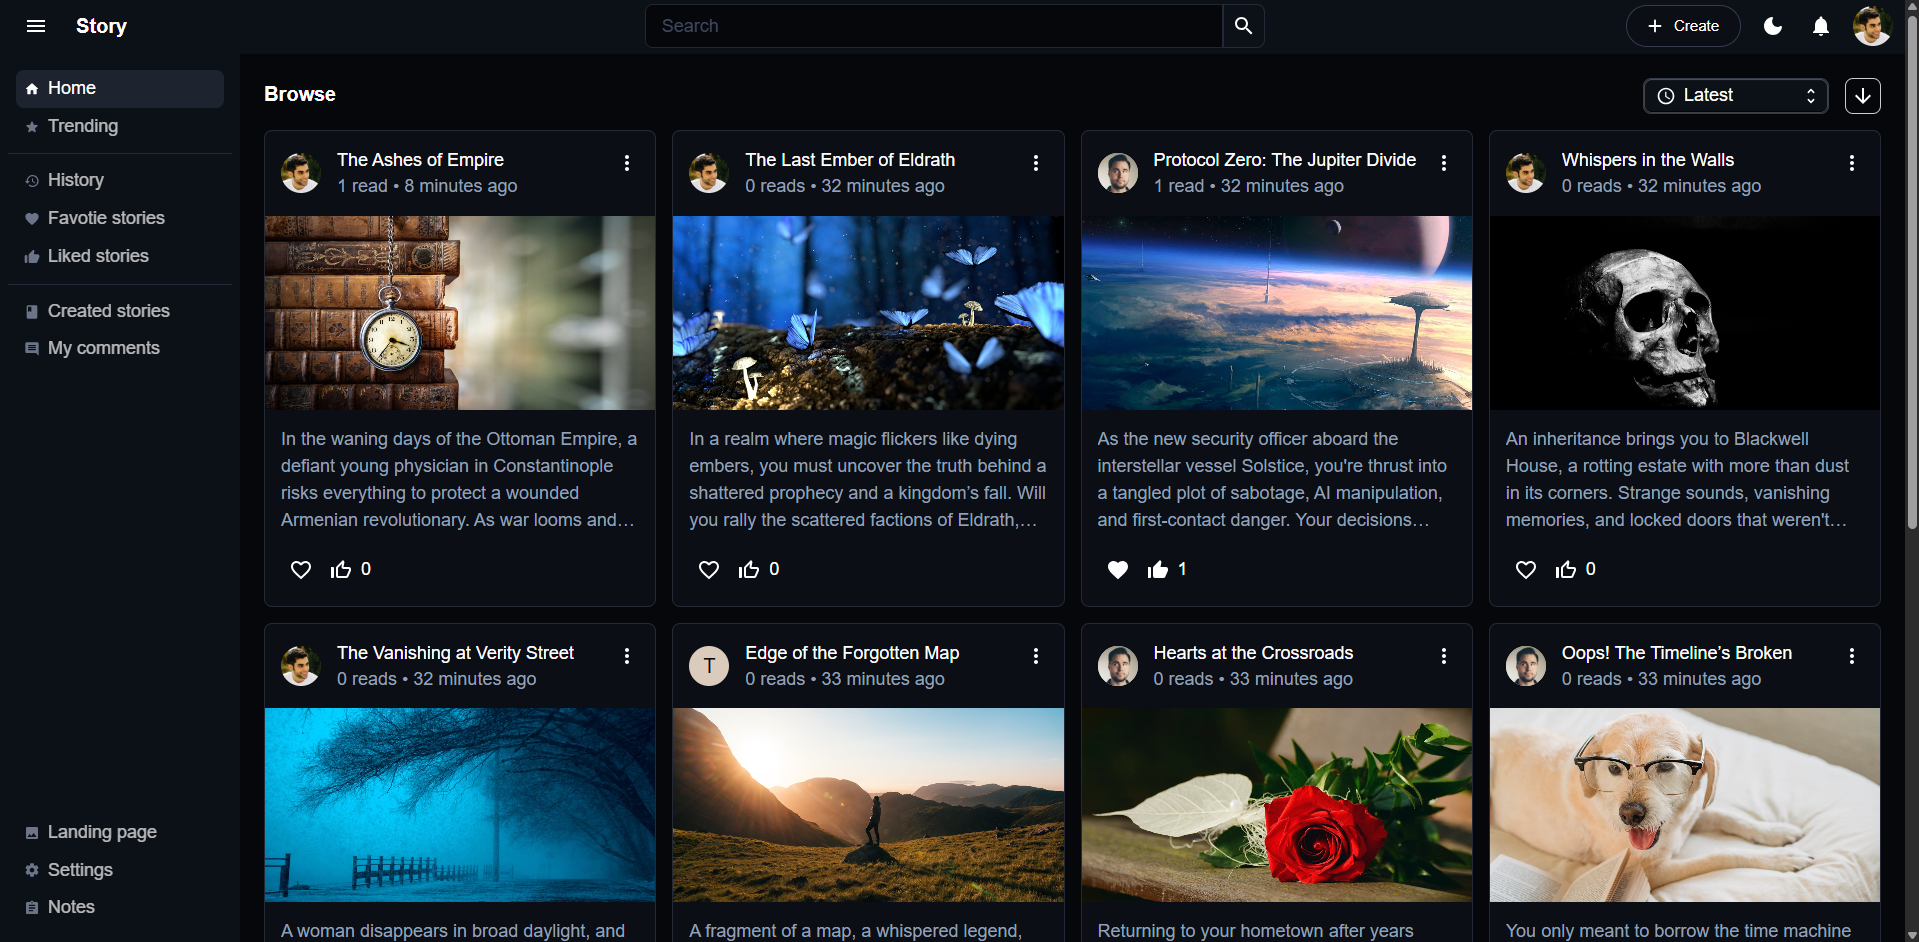 Story
Search
Create
Home
Trending
History
Favotie stories
Liked stories
Created stories
My comments
Landing page
Settings
Notes
Browse
Latest
The Ashes of Empire
1 read • 8 minutes ago
In the waning days of the Ottoman Empire, a
defiant young physician in Constantinople
risks everything to protect a wounded
Armenian revolutionary. As war looms and…
0
The Last Ember of Eldrath
0 reads • 32 minutes ago
In a realm where magic flickers like dying
embers, you must uncover the truth behind a
shattered prophecy and a kingdom’s fall. Will
you rally the scattered factions of Eldrath,…
0
Protocol Zero: The Jupiter Divide
1 read • 32 minutes ago
As the new security officer aboard the
interstellar vessel Solstice, you're thrust into
a tangled plot of sabotage, AI manipulation,
and first-contact danger. Your decisions…
1
Whispers in the Walls
0 reads • 32 minutes ago
An inheritance brings you to Blackwell
House, a rotting estate with more than dust
in its corners. Strange sounds, vanishing
memories, and locked doors that weren't…
0
The Vanishing at Verity Street
0 reads • 32 minutes ago
A woman disappears in broad daylight, and
T
Edge of the Forgotten Map
0 reads • 33 minutes ago
A fragment of a map, a whispered legend,
Hearts at the Crossroads
0 reads • 33 minutes ago
Returning to your hometown after years
Oops! The Timeline’s Broken
0 reads • 33 minutes ago
You only meant to borrow the time machine